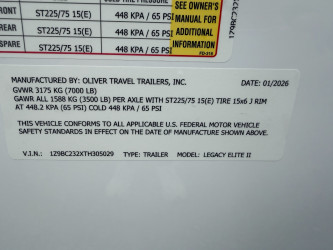 COLD TIRE PRESSURE
FRONT ST225/75 15(E) 448 KPA / 65 PSI
REAR ST225/75 15(E) 448 KPA / 65 PSI
SPARE ST225/75 15(E) 448 KPA / 65 PSI
SEE OWNER'S
MANUAL FOR
ADDITIONAL
INFORMATION
MANUFACTURED BY: OLIVER TRAVEL TRAILERS, INC. DATE: 01/2026
GVWR 3175 KG (7000 LB)
GAWR ALL 1588 KG (3500 LB) PER AXLE WITH ST225/75 15(E) TIRE 15x6 J RIM
AT 448.2 KPA (65 PSI) COLD 448 KPA / 65 PSI
THIS VEHICLE CONFORMS TO ALL APPLICABLE U.S. FEDERAL MOTOR VEHICLE
SAFETY STANDARDS IN EFFECT ON THE DATE OF MANUFACTURE SHOWN ABOVE.
V.I.N.: 1Z9BC232XTH305029 TYPE: TRAILER MODEL: LEGACY ELITE II